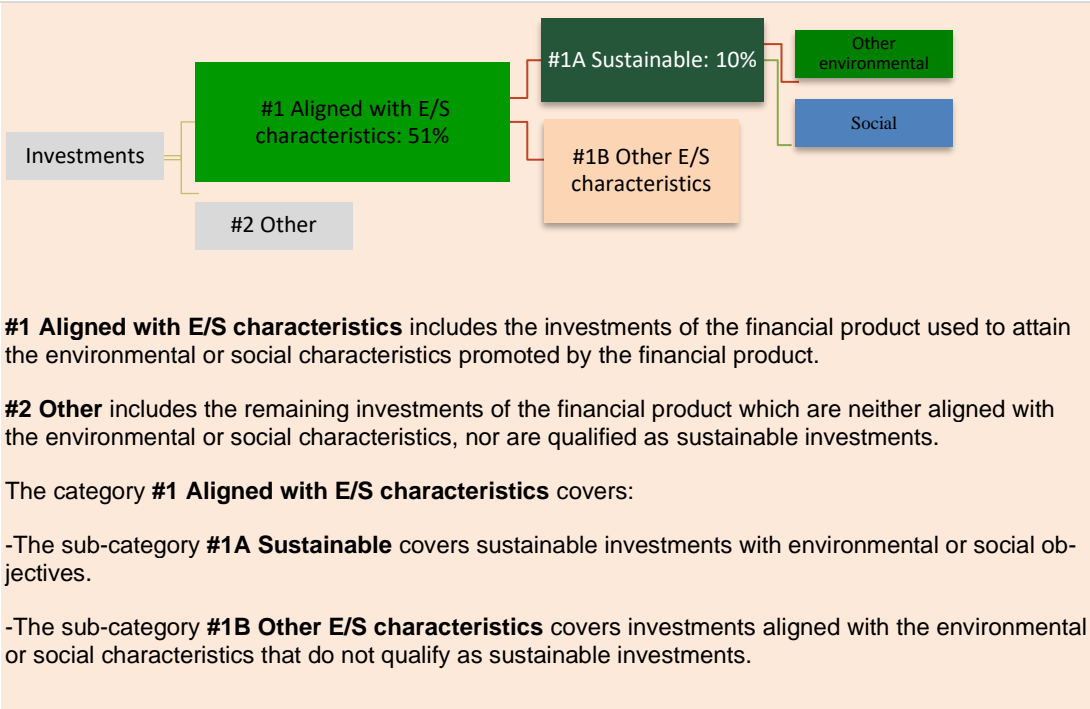 Investments
#1 Aligned with E/S
characteristics: 51%
#2 Other
#1A Sustainable: 10%
#1B Other E/S
characteristics
Other
environmental
Social
#1 Aligned with E/S characteristics includes the investments of the financial product used to attain
the environmental or social characteristics promoted by the financial product.
#2 Other includes the remaining investments of the financial product which are neither aligned with
the environmental or social characteristics, nor are qualified as sustainable investments.
The category #1 Aligned with E/S characteristics covers:
-The sub-category #1A Sustainable covers sustainable investments with environmental or social ob-
jectives.
-The sub-category #1B Other E/S characteristics covers investments aligned with the environmental
or social characteristics that do not qualify as sustainable investments.